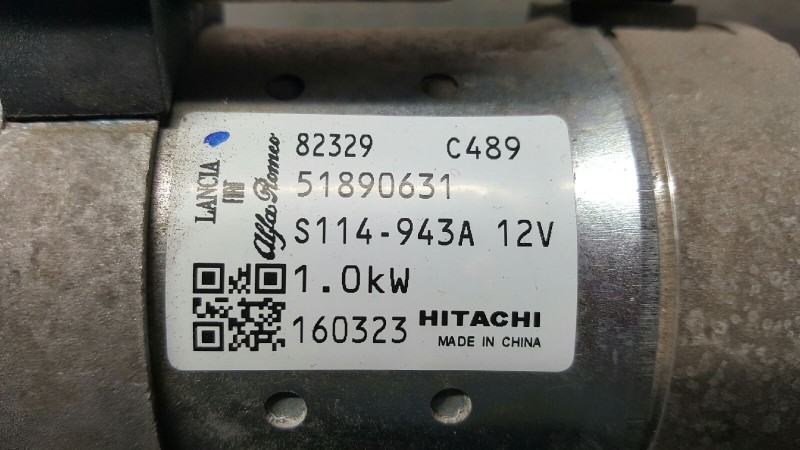 LANCIA
FIAT
Alfa Romeo
82329 C489
51890631
S114-943A 12V
1.0kW
160323 HITACHI
MADE IN CHINA